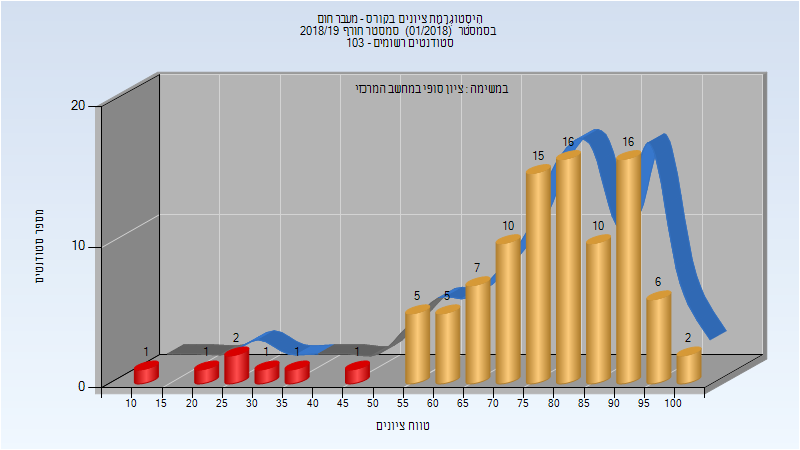 היסטוגרמת ציונים בקורס - מעבר חום
בסמסטר (01/2018) סמסטר חורף 2018/19
סטודנטים רשומים - 103
במשימה : ציון סופי במחשב המרכזי
20
10
0
מספר סטודנטים
1
1
2
1
1
1
5
5
7
10
15
16
10
16
6
2
10 15 20 25 30 35 40 45 50 55 60 65 70 75 80 85 90 95 100
טווח ציונים